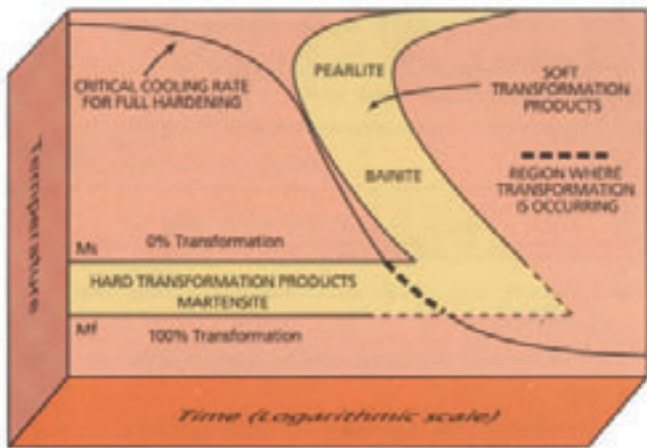 CRITICAL COOLING RATE
FOR FULL HARDENING
PEARLITE
SOFT
TRANSFORMATION
PRODUCTS
BAINITE
REGION WHERE
TRANSFORMATION
IS OCCURRING
Temperature
Ms
0% Transformation
HARD TRANSFORMATION PRODUCTS
MARTENSITE
Mf
100% Transformation
Time (Logarithmic scale)